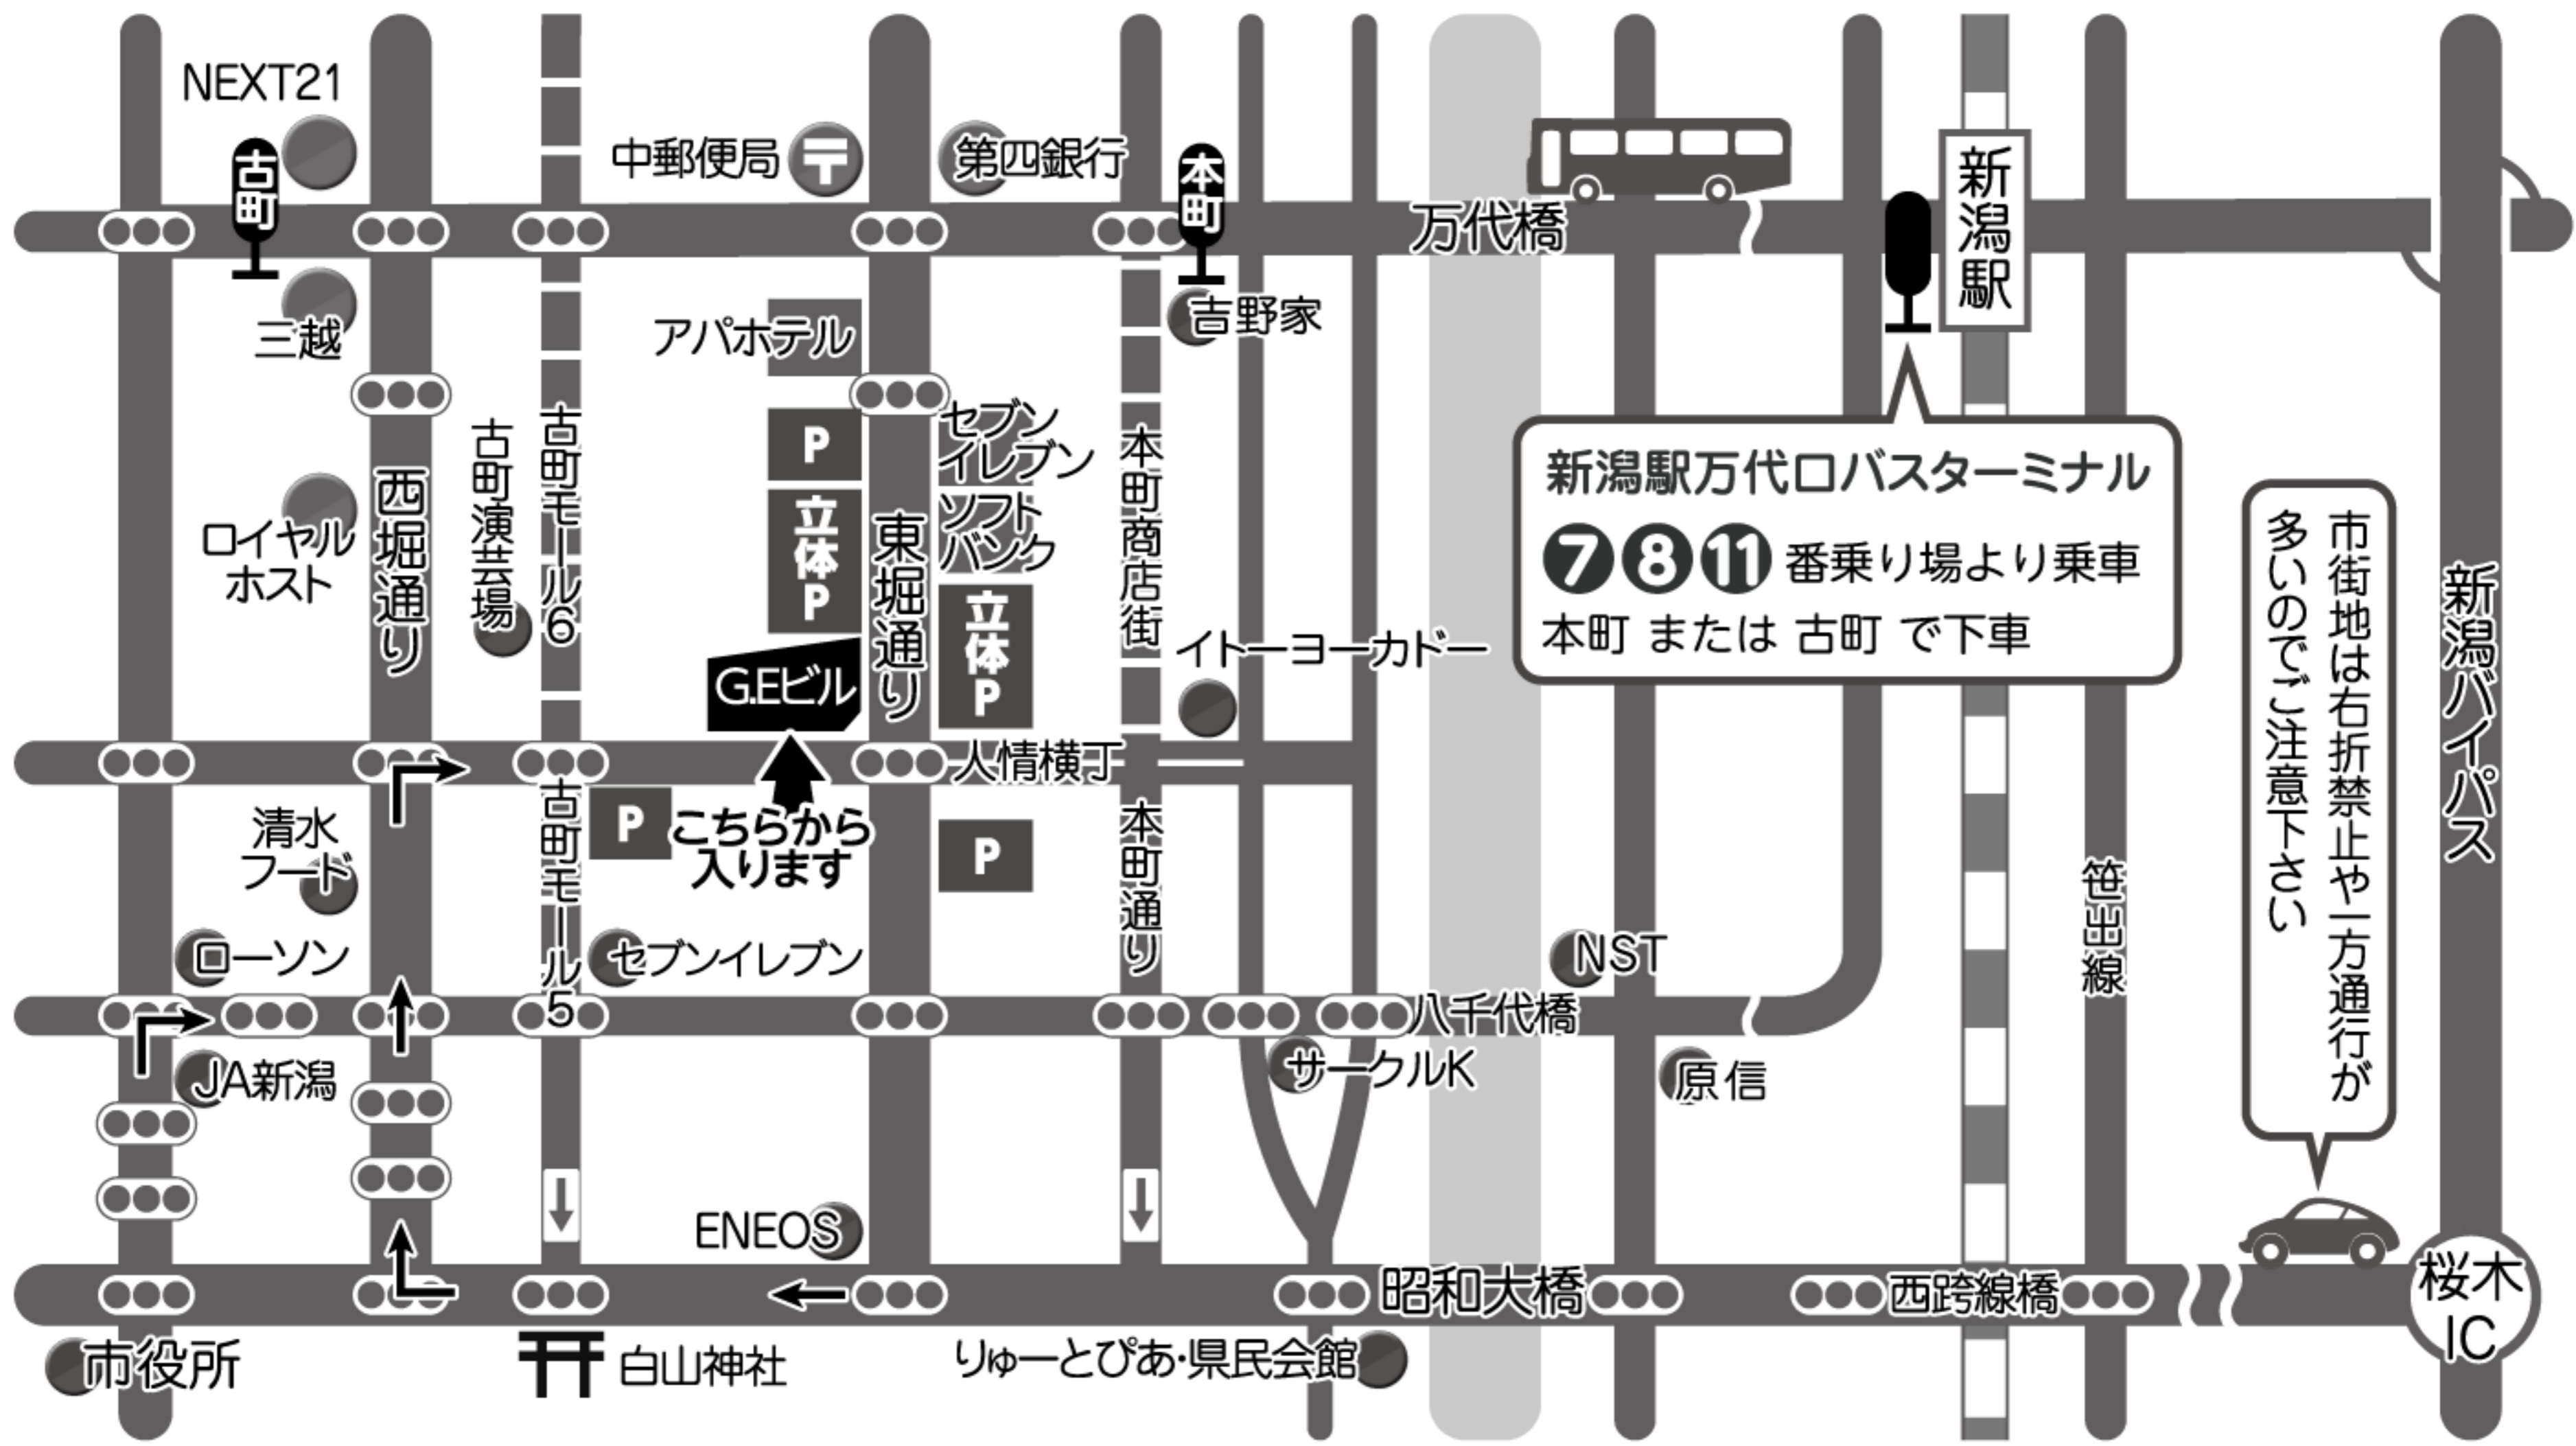 NEXT21
古町
中郵便局
第四銀行
本町
万代橋
新潟駅
三越
アパホテル
吉野家
P
セブン
イレブン
古町演芸場
古町モール6
西堀通り
ロイヤル
ホスト
立体P
東堀通り
ソフト
バンク
本町商店街
立体P
イトーヨーカドー
G.Eビル
新潟駅万代口バスターミナル
7 8 11 番乗り場より乗車
本町 または 古町 で下車
市街地は右折禁止や一方通行が
多いのでご注意下さい
新潟バイパス
人情横丁
清水
フード
古町モール5
P
こちらから
入ります
P
本町通り
笹出線
ローソン
セブンイレブン
NST
八千代橋
JA新潟
サークルK
原信
ENEOS
昭和大橋
西跨線橋
桜木
IC
市役所
白山神社
りゅーとぴあ・県民会館